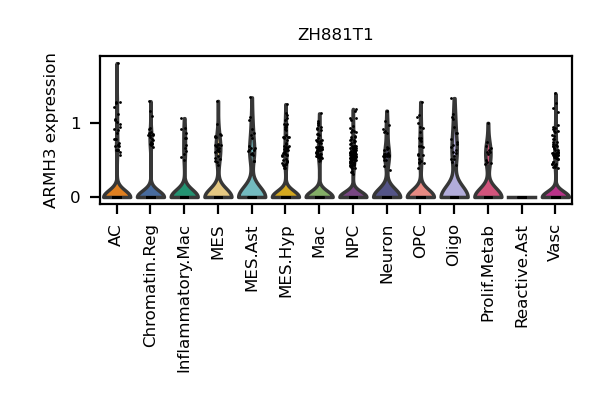 ZH881T1
ARMH3 expression
1
0
AC
Chromatin.Reg
Inflammatory.Mac
MES
MES.Ast
MES.Hyp
Mac
NPC
Neuron
OPC
Oligo
Prolif.Metab
Reactive.Ast
Vasc